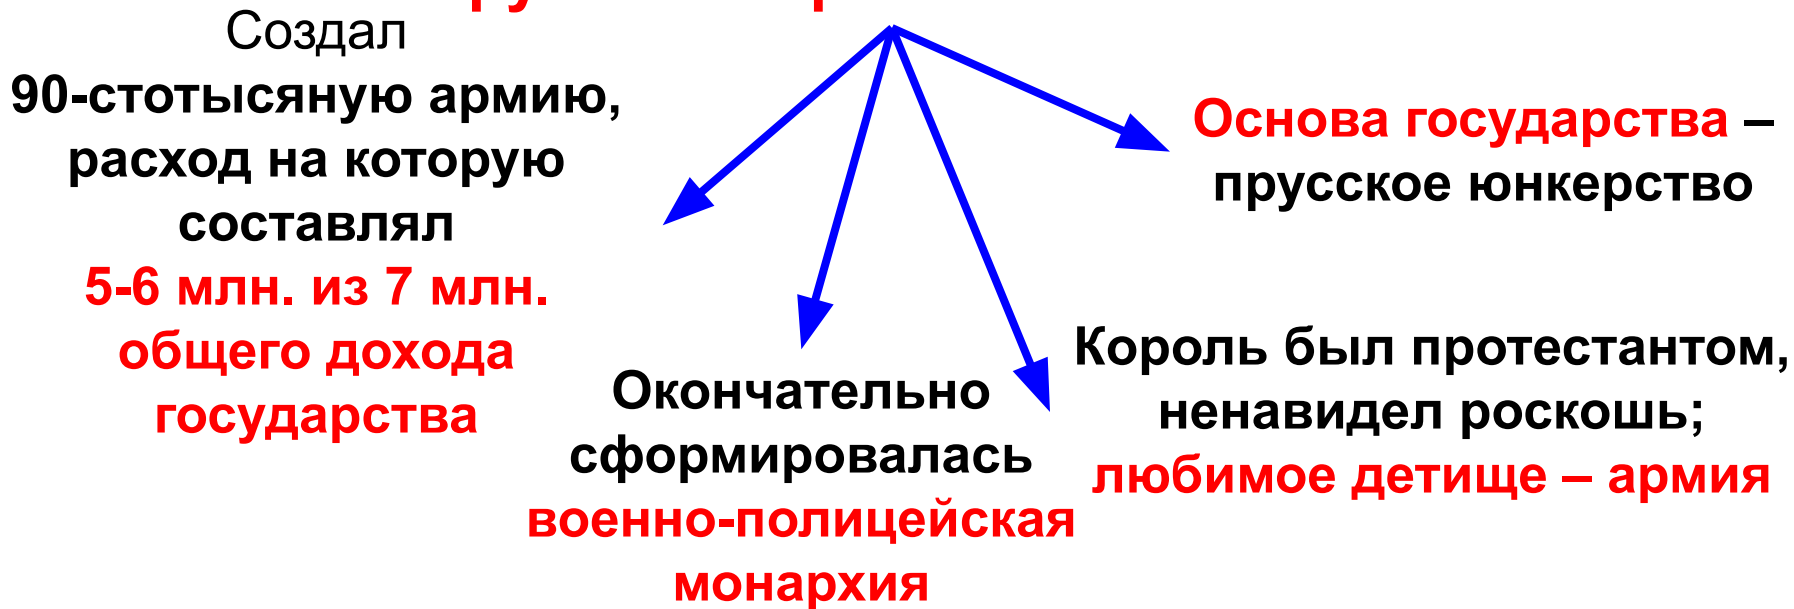 Создал
90-стотысяную армию,
расход на которую
составлял
5-6 млн. из 7 млн.
общего дохода
государства
Окончательно
сформировалась
военно-полицейская
монархия
Король был протестантом,
ненавидел роскошь;
любимое детище – армия
Основа государства –
прусское юнкерство